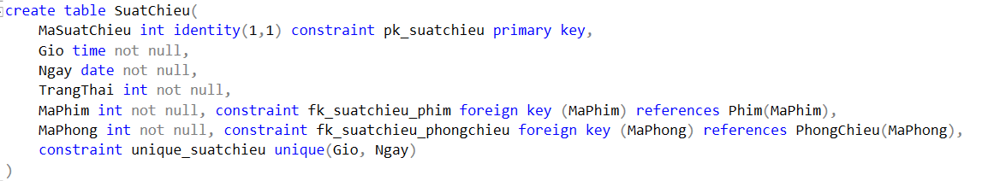 create table SuatChieu(
MaSuatChieu int identity(1,1) constraint pk_suatchieu primary key,
Gio time not null,
Ngay date not null,
TrangThai int not null,
MaPhim int not null, constraint fk_suatchieu_phim foreign key (MaPhim) references Phim(MaPhim),
MaPhong int not null, constraint fk_suatchieu_phongchieu foreign key (MaPhong) references PhongChieu(MaPhong),
constraint unique_suatchieu unique(Gio, Ngay)
)